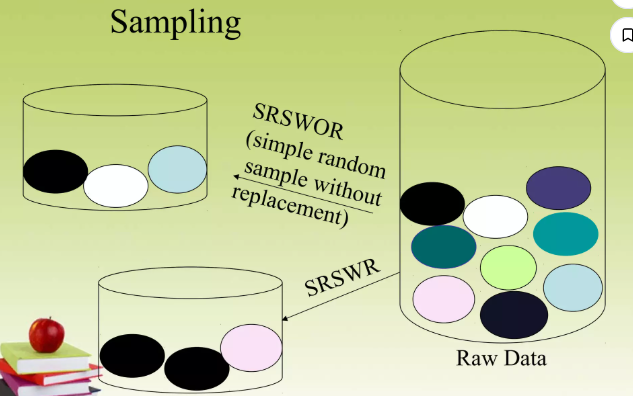 Sampling
SRSWOR
(simple random
sample without
replacement)
SRSWR
Raw Data